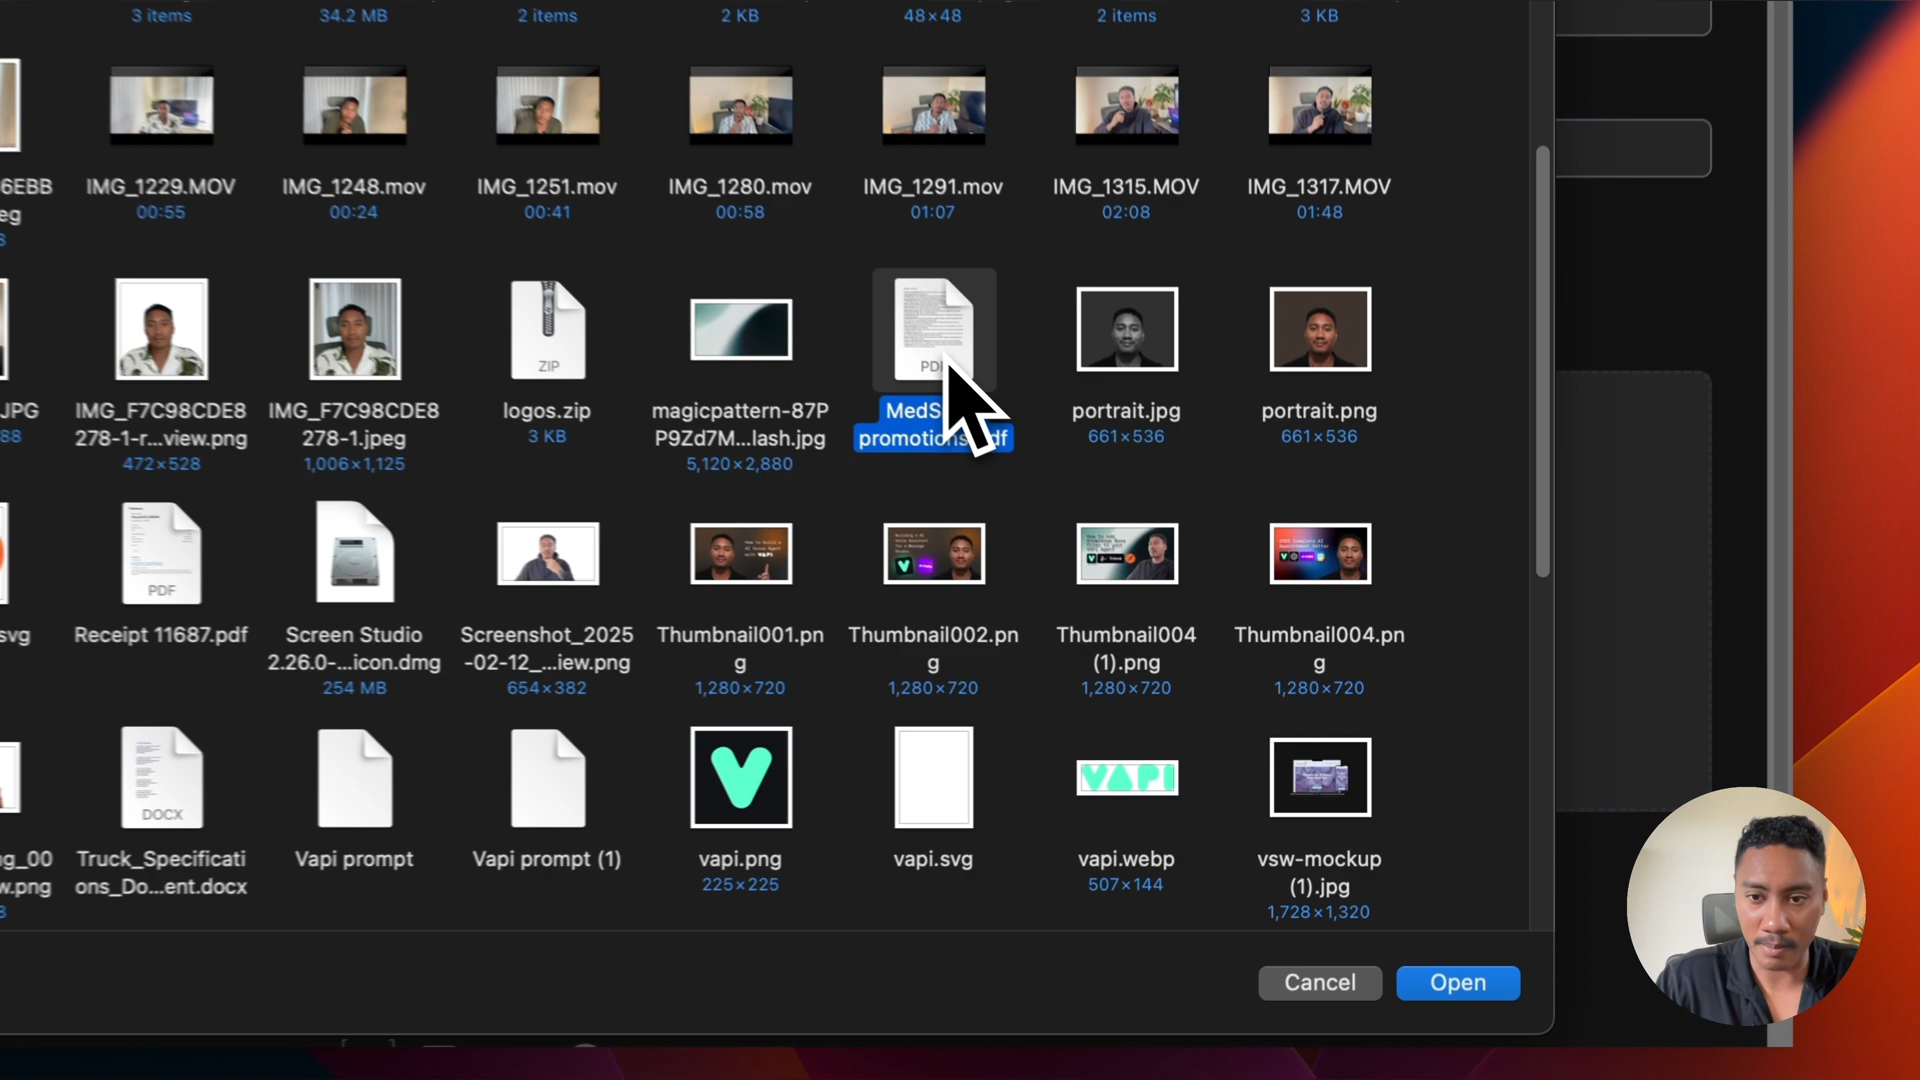 3 items
34.2 MB
2 items
2 KB
48×48
2 items
3 KB
6EBB
eg
IMG_1229.MOV
00:55
IMG_1248.mov
00:24
IMG_1251.mov
00:41
IMG_1280.mov
00:58
IMG_1291.mov
01:07
IMG_1315.MOV
02:08
IMG_1317.MOV
01:48
ZIP
JPG
88
IMG_F7C98CDE8
278-1-r...view.png
472×528
IMG_F7C98CDE8
278-1.jpeg
1,006×1,125
logos.zip
3 KB
magicpattern-87P
P9Zd7M...lash.jpg
5,120×2,880
portrait.jpg
661×536
portrait.png
661×536
PDF
svg
Receipt 11687.pdf
Screen Studio
2.26.0-...icon.dmg
254 MB
Screenshot_2025
-02-12_...iew.png
654×382
Thumbnail001.pn
g
1,280×720
Thumbnail002.pn
g
1,280×720
Thumbnail004
(1).png
1,280×720
Thumbnail004.pn
g
1,280×720
DOCX
V
VAPI
ng_00
w.png
Truck_Specificati
ons_Do...ent.docx
Vapi prompt
Vapi prompt (1)
vapi.png
225×225
vapi.svg
vapi.webp
507×144
vsw-mockup
(1).jpg
1,728×1,320
Cancel
Open